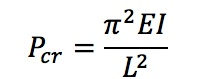 P_cr = π²EI / L²